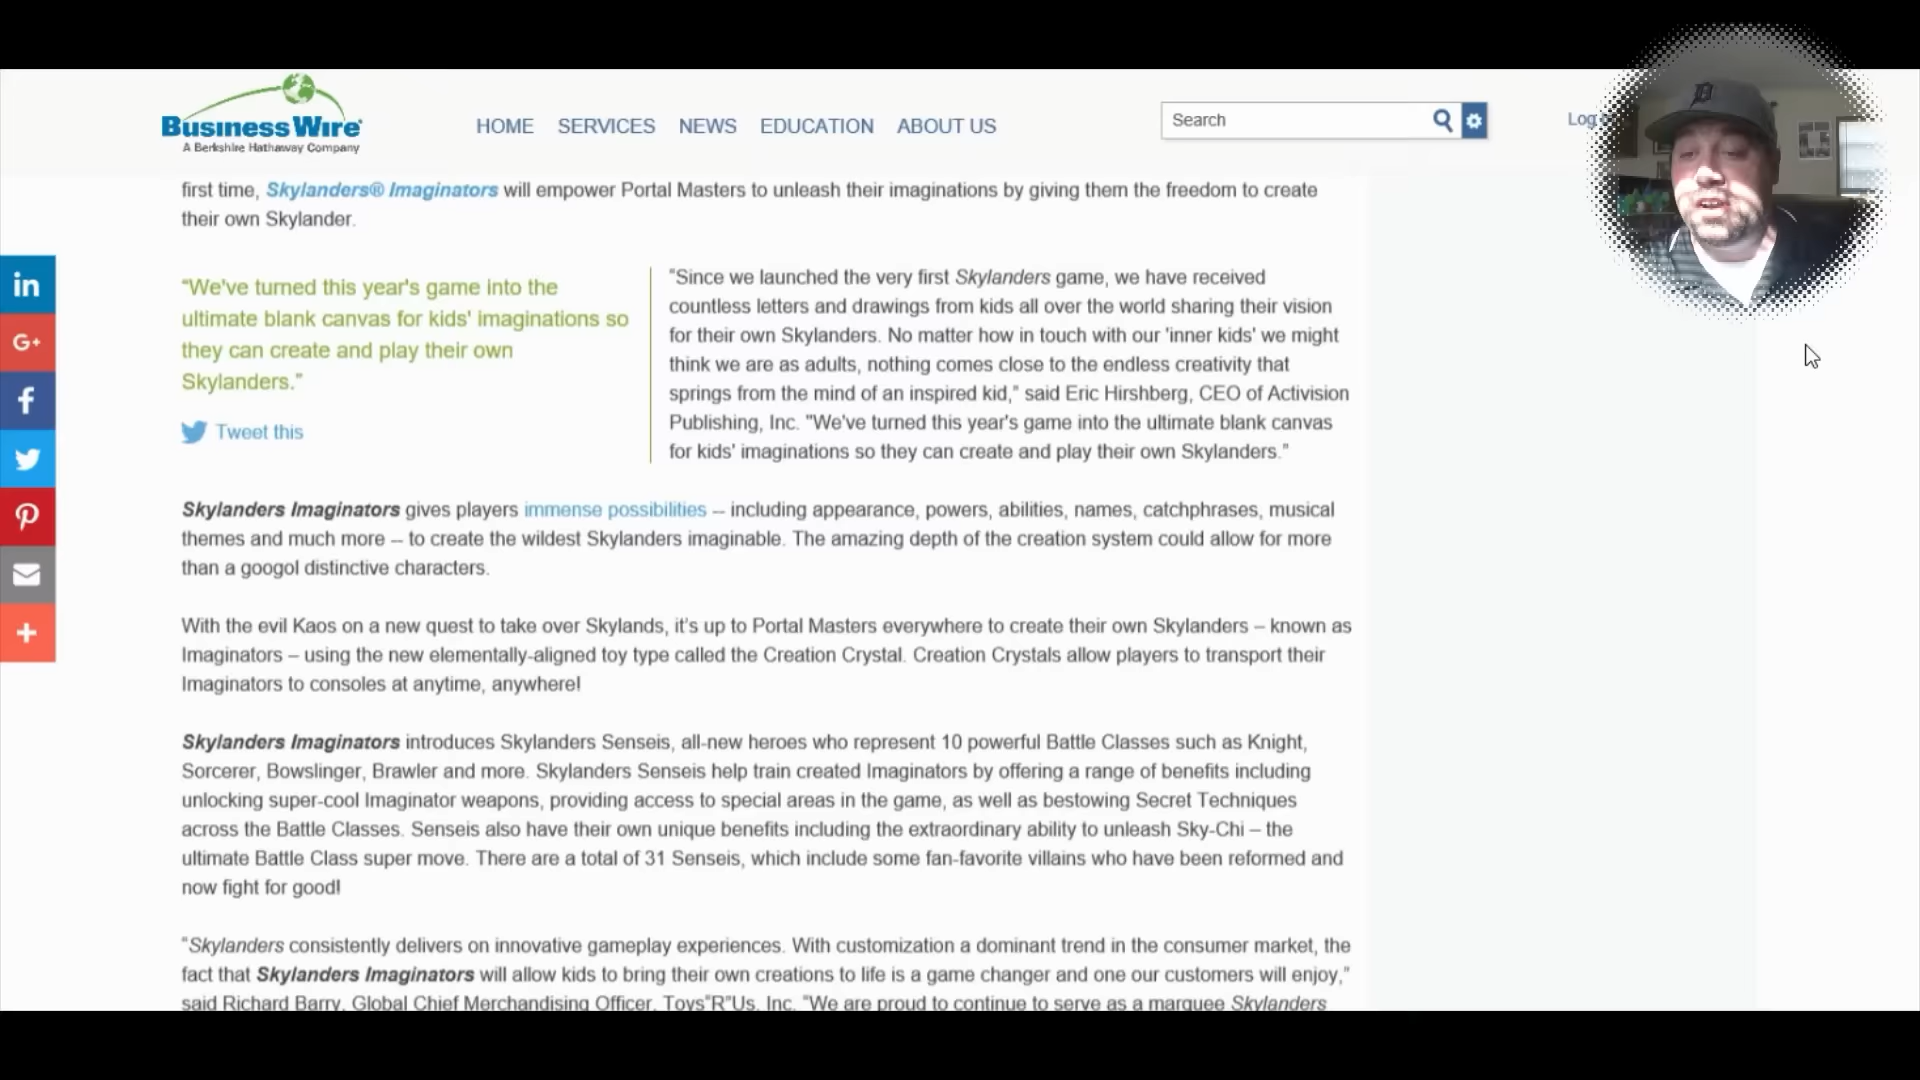 BUSINESS WIRE
A Berkshire Hathaway Company
HOME SERVICES NEWS EDUCATION ABOUT US
Search
Log
first time, Skylanders® Imaginators will empower Portal Masters to unleash their imaginations by giving them the freedom to create
their own Skylander.
“We've turned this year's game into the
ultimate blank canvas for kids' imaginations so
they can create and play their own
Skylanders.”
Tweet this
“Since we launched the very first Skylanders game, we have received
countless letters and drawings from kids all over the world sharing their vision
for their own Skylanders. No matter how in touch with our 'inner kids' we might
think we are as adults, nothing comes close to the endless creativity that
springs from the mind of an inspired kid,” said Eric Hirshberg, CEO of Activision
Publishing, Inc. "We've turned this year's game into the ultimate blank canvas
for kids' imaginations so they can create and play their own Skylanders.”
in
G+
f
Skylanders Imaginators gives players immense possibilities – including appearance, powers, abilities, names, catchphrases, musical
themes and much more – to create the wildest Skylanders imaginable. The amazing depth of the creation system could allow for more
than a googol distinctive characters.
With the evil Kaos on a new quest to take over Skylands, it’s up to Portal Masters everywhere to create their own Skylanders – known as
Imaginators – using the new elementally-aligned toy type called the Creation Crystal. Creation Crystals allow players to transport their
Imaginators to consoles at anytime, anywhere!
Skylanders Imaginators introduces Skylanders Senseis, all-new heroes who represent 10 powerful Battle Classes such as Knight,
Sorcerer, Bowslinger, Brawler and more. Skylanders Senseis help train created Imaginators by offering a range of benefits including
unlocking super-cool Imaginator weapons, providing access to special areas in the game, as well as bestowing Secret Techniques
across the Battle Classes. Senseis also have their own unique benefits including the extraordinary ability to unleash Sky-Chi – the
ultimate Battle Class super move. There are a total of 31 Senseis, which include some fan-favorite villains who have been reformed and
now fight for good!
“Skylanders consistently delivers on innovative gameplay experiences. With customization a dominant trend in the consumer market, the
fact that Skylanders Imaginators will allow kids to bring their own creations to life is a game changer and one our customers will enjoy,”
said Richard Barry, Global Chief Merchandising Officer, Toys“R”Us, Inc. “We are proud to continue to serve as a marquee Skylanders